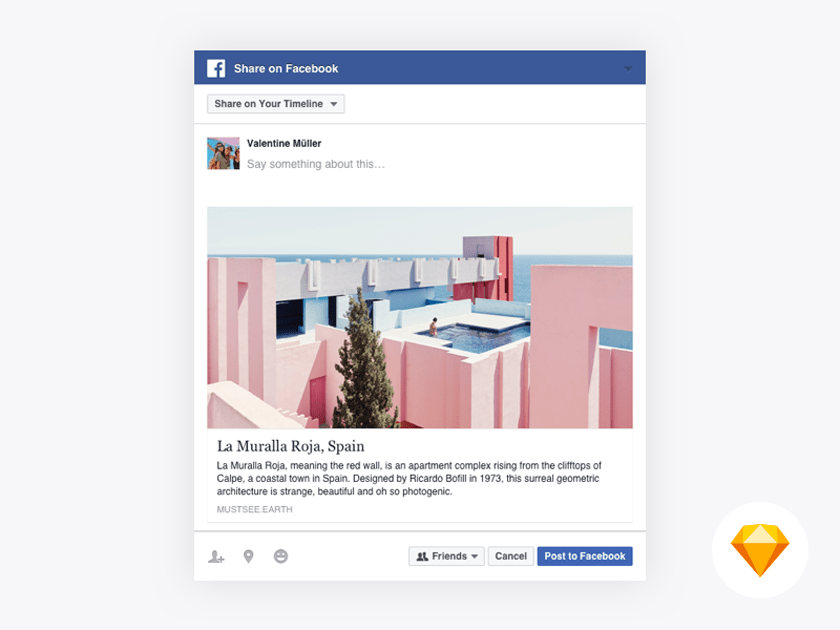 Share on Facebook
Share on Your Timeline
Valentine Müller
Say something about this…
La Muralla Roja, Spain
La Muralla Roja, meaning the red wall, is an apartment complex rising from the clifftops of
Calpe, a coastal town in Spain. Designed by Ricardo Bofill in 1973, this surreal geometric
architecture is strange, beautiful and oh so photogenic.
MUSTSEE.EARTH
Friends
Cancel
Post to Facebook